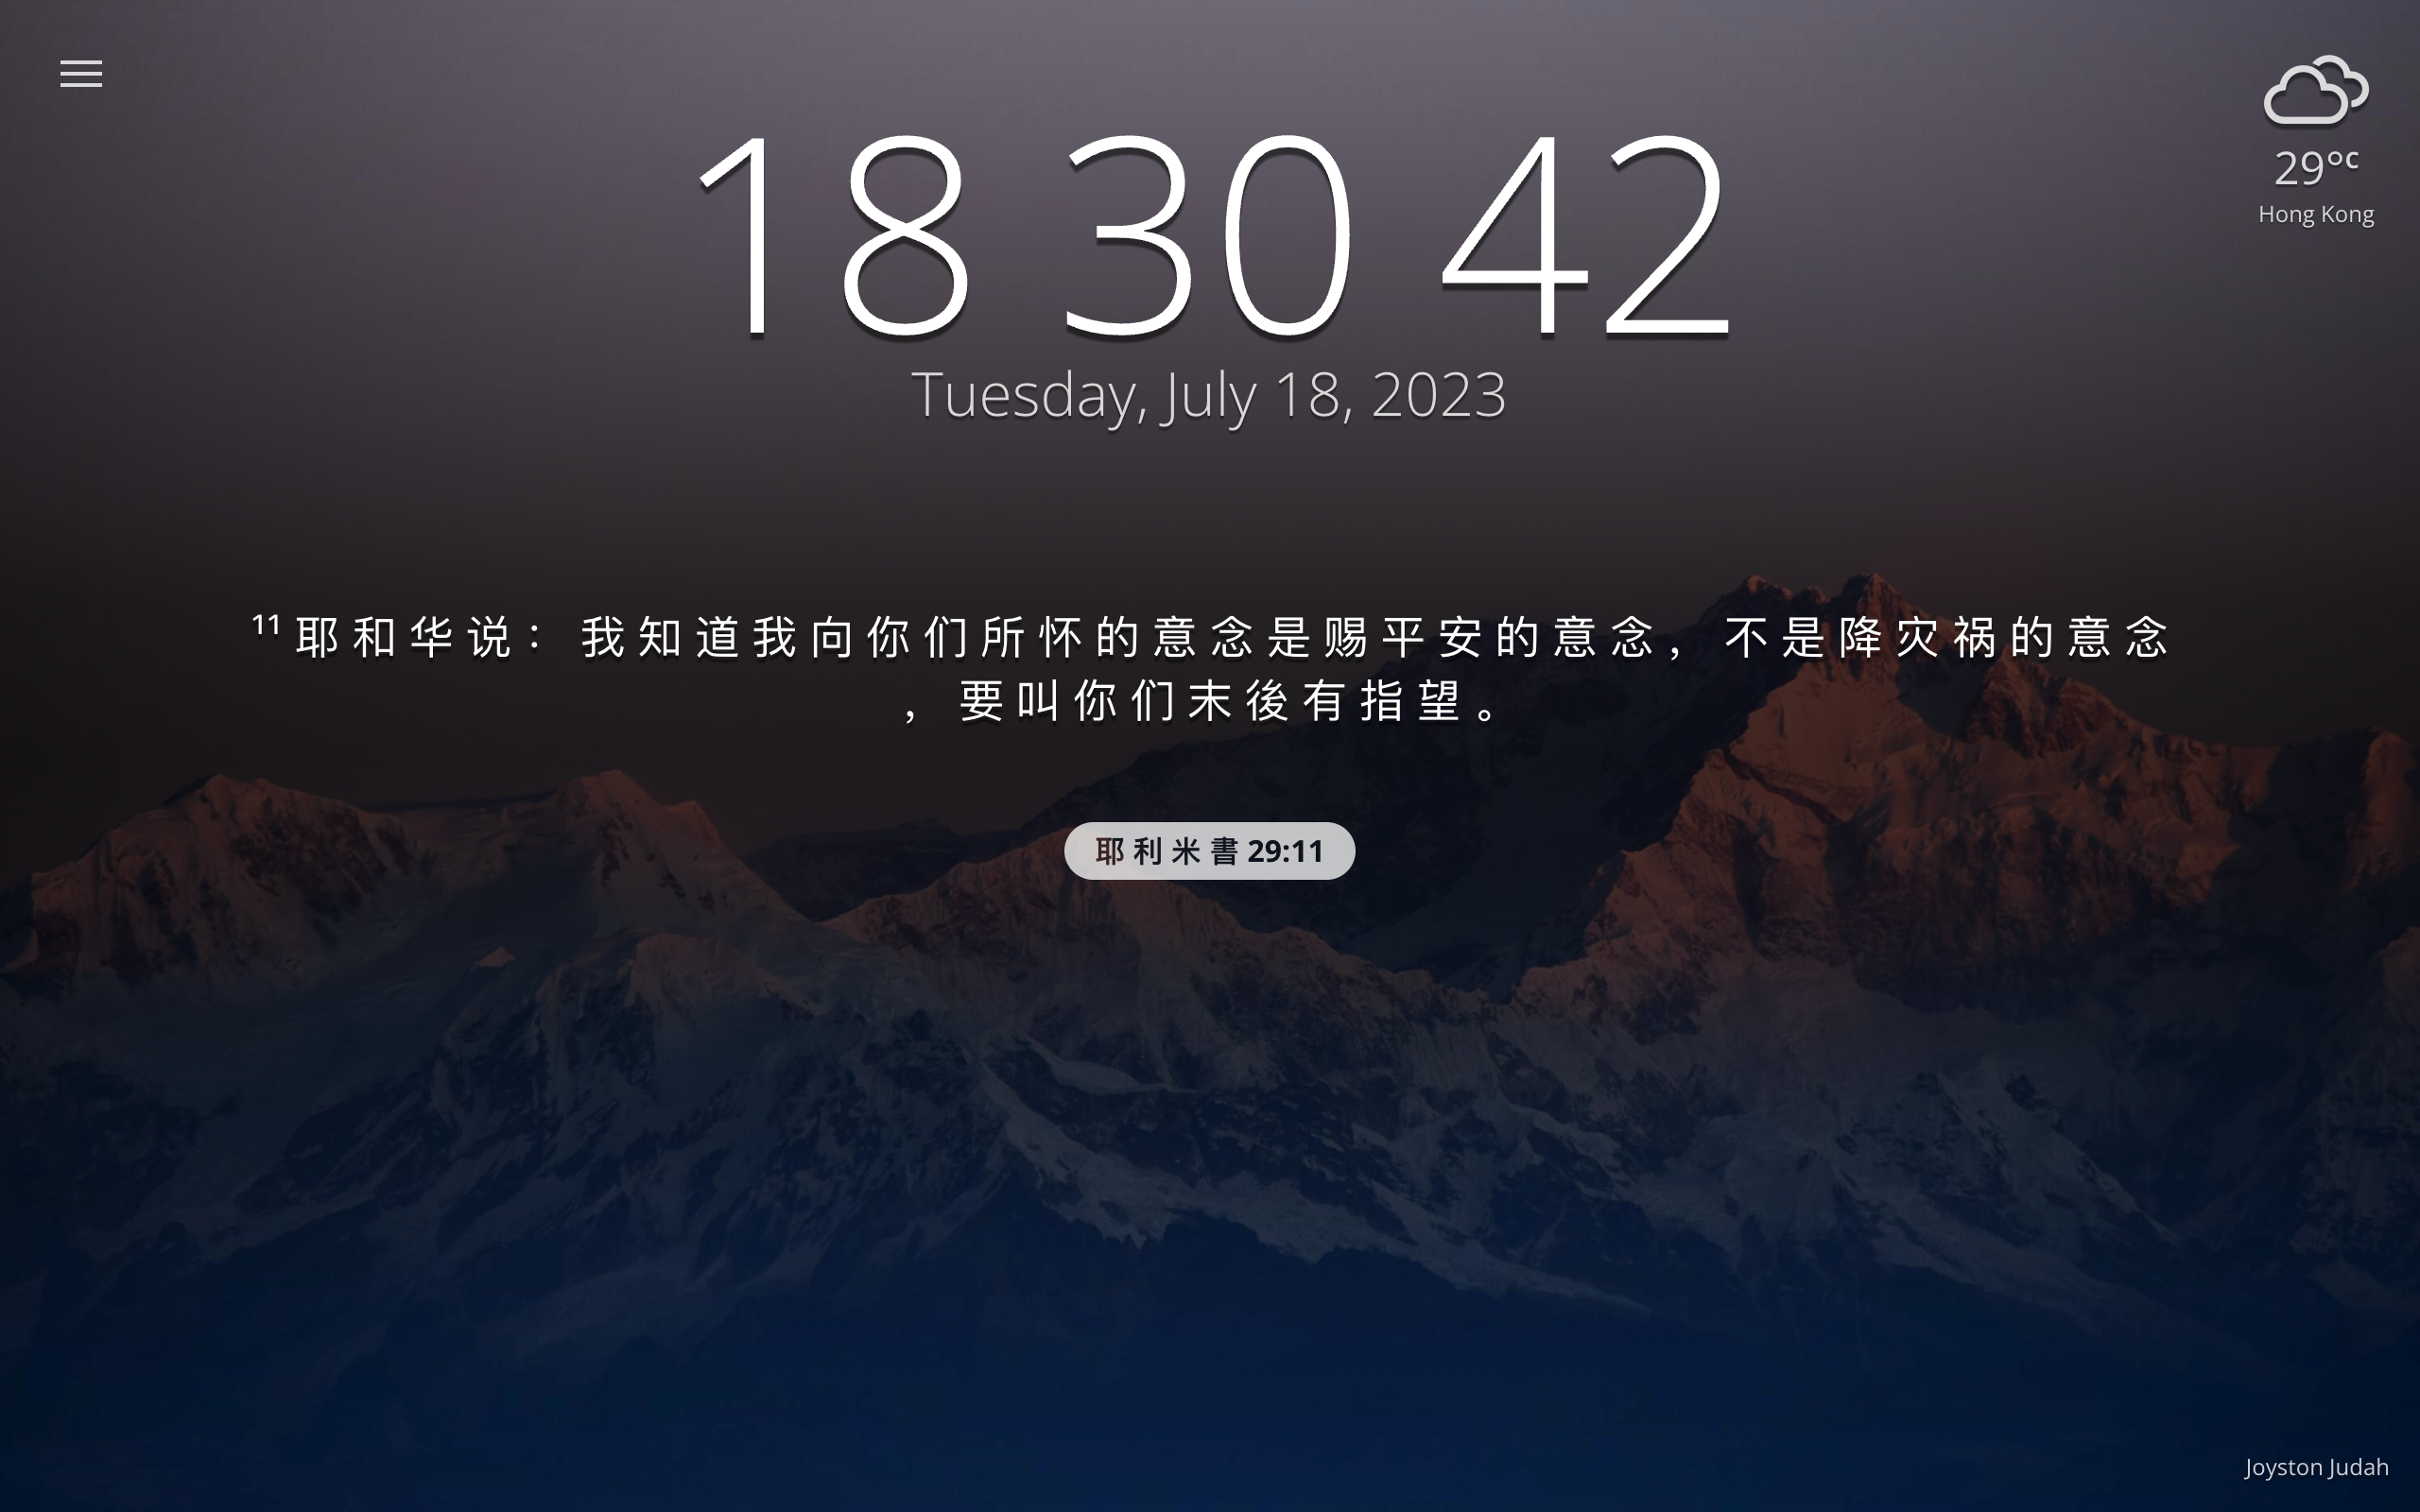 18 30 42
29°C
Hong Kong
Tuesday, July 18, 2023
11 耶和华说： 我知道我向你们所怀的意念是赐平安的意念， 不是降灾祸的意念
， 要叫你们末後有指望。
耶利米書 29:11
Joyston Judah